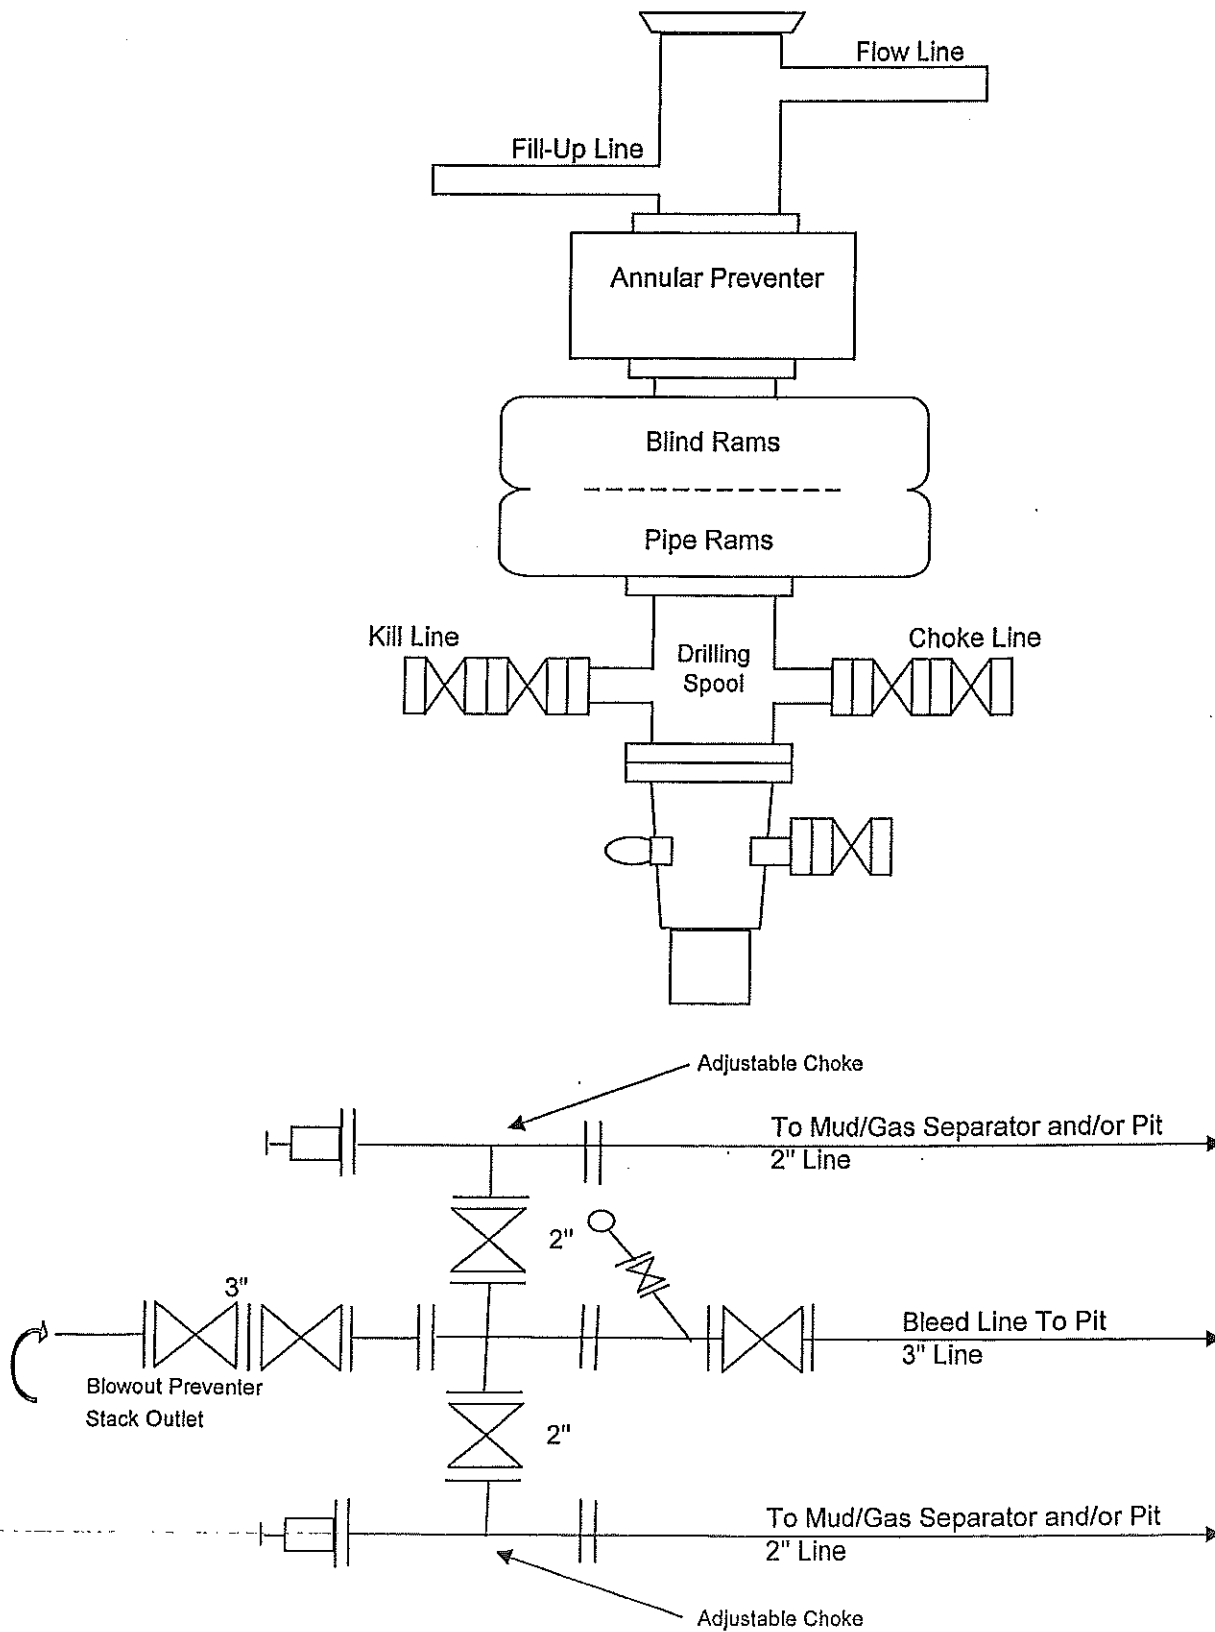 Flow Line
Fill-Up Line
Annular Preventer
Blind Rams
Pipe Rams
Kill Line
Drilling
Spool
Choke Line
Adjustable Choke
To Mud/Gas Separator and/or Pit
2" Line
2"
3"
Bleed Line To Pit
3" Line
Blowout Preventer
Stack Outlet
2"
To Mud/Gas Separator and/or Pit
2" Line
Adjustable Choke